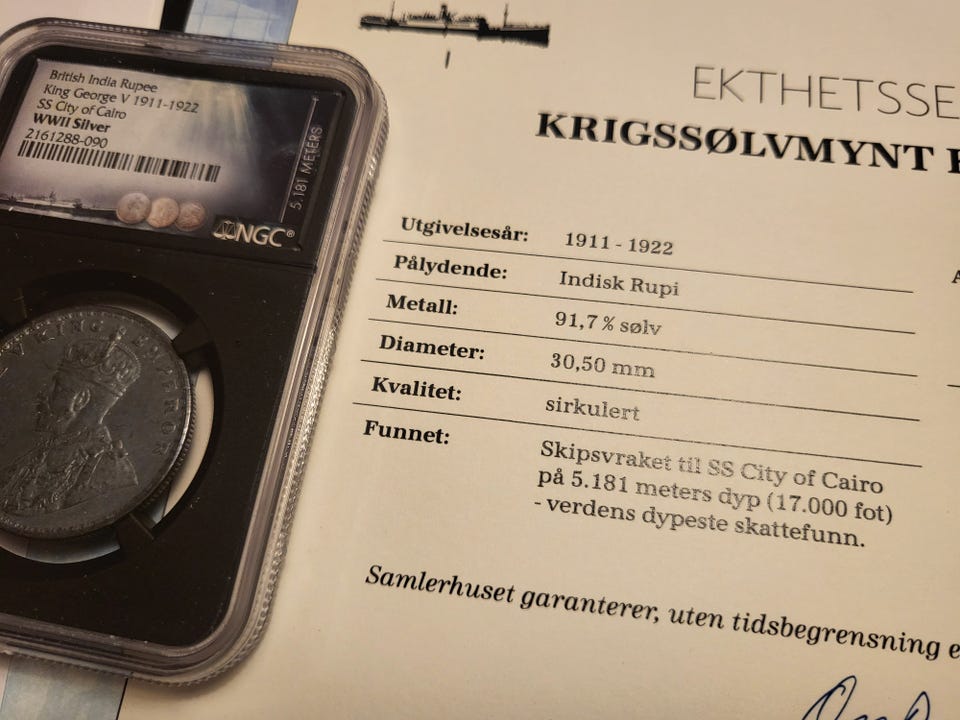 British India Rupee
King George V 1911-1922
SS City of Cairo
WWII Silver
2161288-090
5.181 METERS
NGC®
V KING EMPEROR
EKTHETSSE
KRIGSSØLVMYNT
Utgivelsesår: 1911 - 1922
Pålydende: Indisk Rupi
Metall: 91,7 % sølv
Diameter: 30,50 mm
Kvalitet: sirkulert
Funnet: Skipsvraket til SS City of Cairo
på 5.181 meters dyp (17.000 fot)
- verdens dypeste skattefunn.
Samlerhuset garanterer, uten tidsbegrensning e